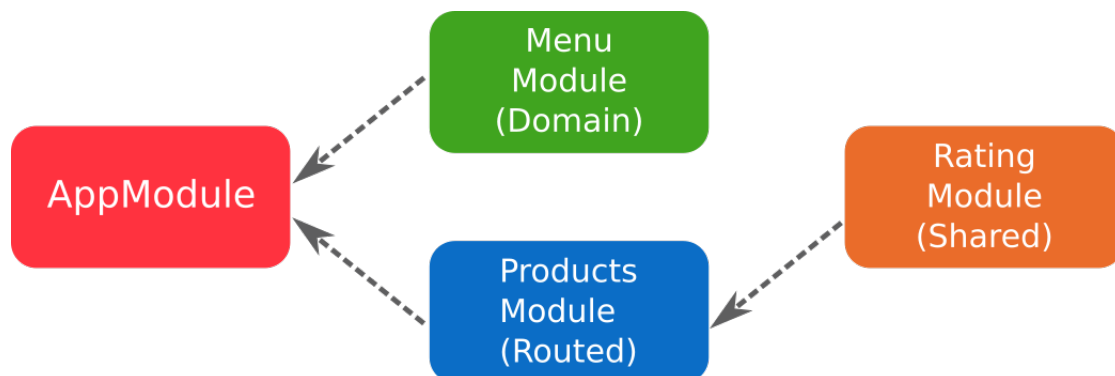 Menu
Module
(Domain)
AppModule
Rating
Module
(Shared)
Products
Module
(Routed)